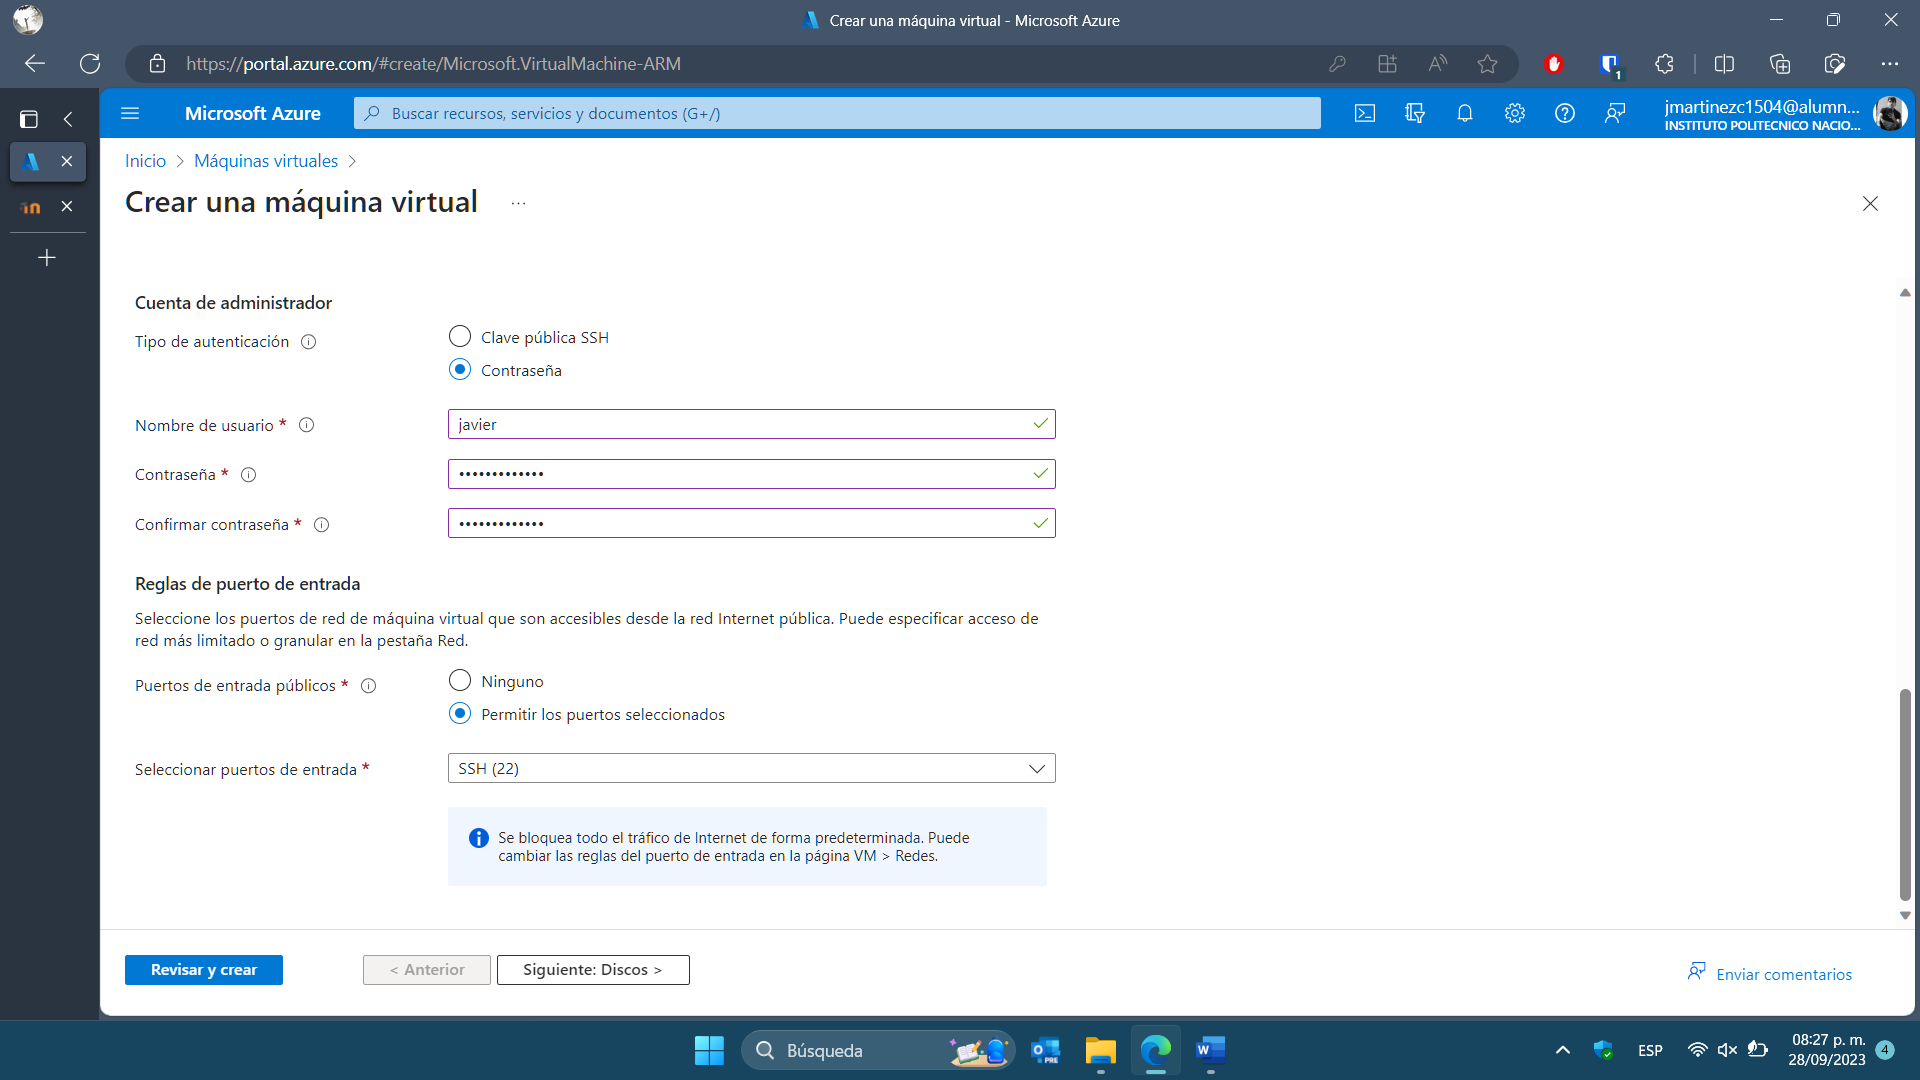 Crear una máquina virtual - Microsoft Azure
https://portal.azure.com/#create/Microsoft.VirtualMachine-ARM
1
Microsoft Azure
Buscar recursos, servicios y documentos (G+/)
jmartinezc1504@alumn...
INSTITUTO POLITECNICO NACIO...
Inicio > Máquinas virtuales >
Crear una máquina virtual ...
Cuenta de administrador
Tipo de autenticación
Clave pública SSH
Contraseña
Nombre de usuario *
javier
Contraseña *
•••••••••••••
Confirmar contraseña *
•••••••••••••
Reglas de puerto de entrada
Seleccione los puertos de red de máquina virtual que son accesibles desde la red Internet pública. Puede especificar acceso de
red más limitado o granular en la pestaña Red.
Puertos de entrada públicos *
Ninguno
Permitir los puertos seleccionados
Seleccionar puertos de entrada *
SSH (22)
Se bloquea todo el tráfico de Internet de forma predeterminada. Puede
cambiar las reglas del puerto de entrada en la página VM > Redes.
Revisar y crear
< Anterior
Siguiente: Discos >
Enviar comentarios
Búsqueda
PRE
W
ESP
08:27 p. m.
28/09/2023
4